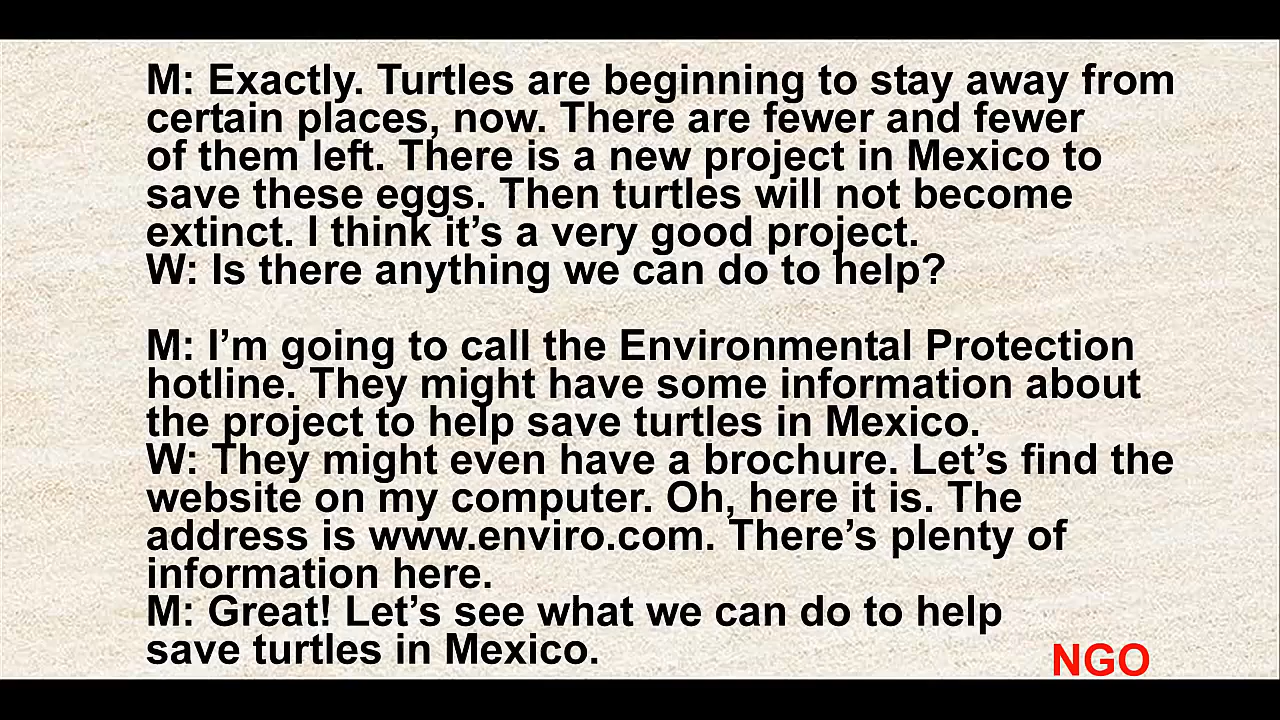 M: Exactly. Turtles are beginning to stay away from
certain places, now. There are fewer and fewer
of them left. There is a new project in Mexico to
save these eggs. Then turtles will not become
extinct. I think it’s a very good project.
W: Is there anything we can do to help?
M: I’m going to call the Environmental Protection
hotline. They might have some information about
the project to help save turtles in Mexico.
W: They might even have a brochure. Let’s find the
website on my computer. Oh, here it is. The
address is www.enviro.com. There’s plenty of
information here.
M: Great! Let’s see what we can do to help
save turtles in Mexico.
NGO